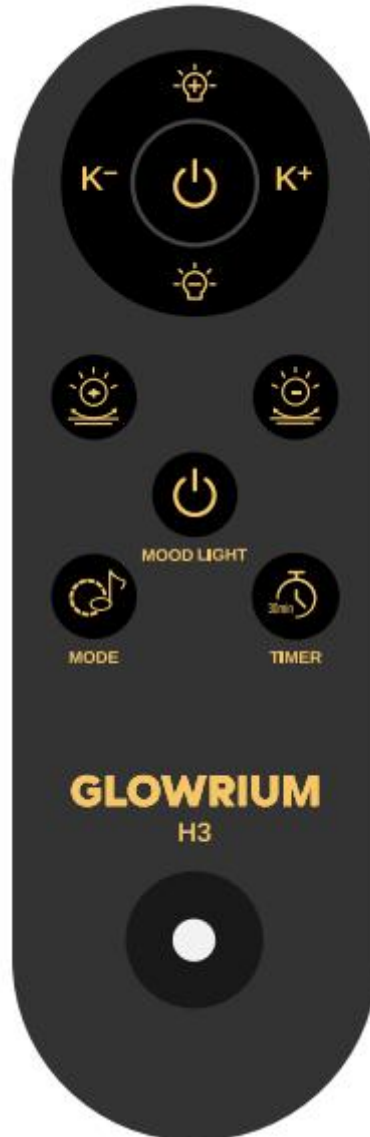 K− K+
MOOD LIGHT
30min
MODE TIMER
GLOWRIUM
H3